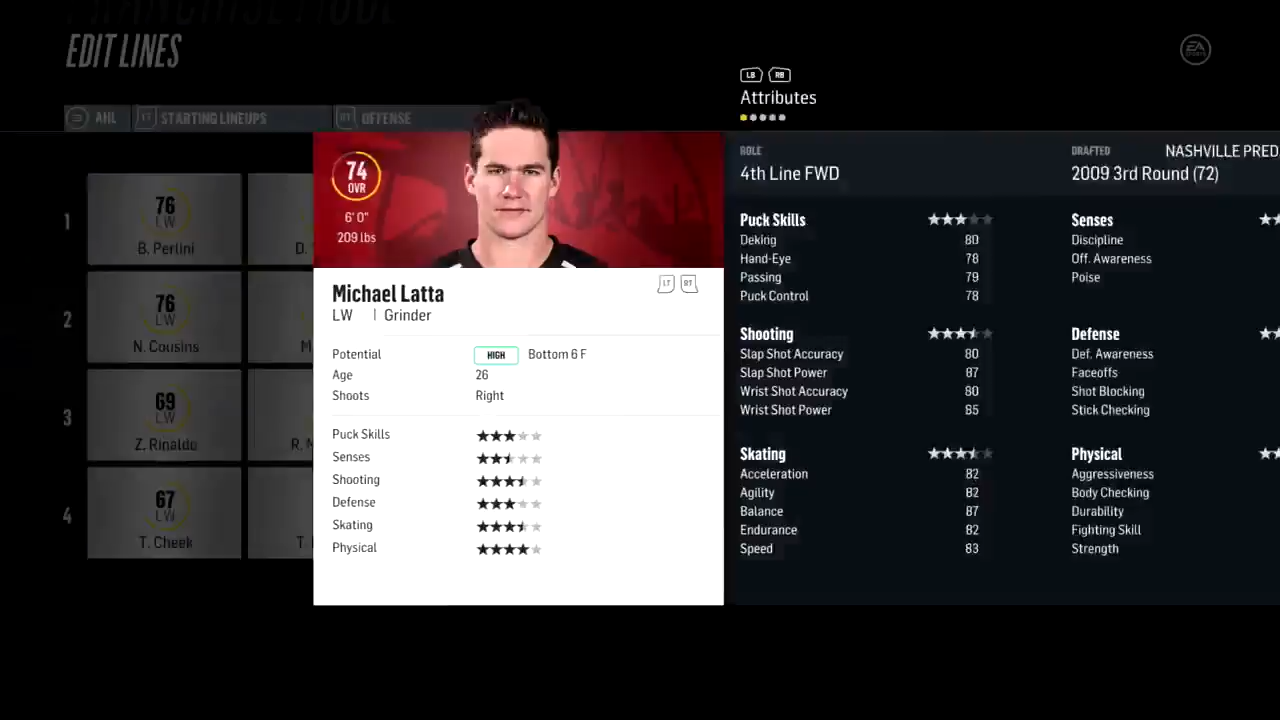 FRANCHISE MODE
EDIT LINES
EA SPORTS
LB RB
Attributes
AHL LT STARTING LINEUPS RT OFFENSE
ROLE
4th Line FWD
DRAFTED NASHVILLE PRED
2009 3rd Round (72)
1
76
LW
B. Perlini
D.
2
76
LW
N. Cousins
M
3
69
LW
Z. Rinaldo
R.
4
67
LW
T. Cheek
T
74
OVR
6' 0"
209 lbs
Michael Latta
LT RT
LW | Grinder
Potential HIGH Bottom 6 F
Age 26
Shoots Right
Puck Skills
Senses
Shooting
Defense
Skating
Physical
Puck Skills
Deking 80
Hand-Eye 78
Passing 79
Puck Control 78
Shooting
Slap Shot Accuracy 80
Slap Shot Power 87
Wrist Shot Accuracy 80
Wrist Shot Power 85
Skating
Acceleration 82
Agility 82
Balance 87
Endurance 82
Speed 83
Senses
Discipline
Off. Awareness
Poise
Defense
Def. Awareness
Faceoffs
Shot Blocking
Stick Checking
Physical
Aggressiveness
Body Checking
Durability
Fighting Skill
Strength